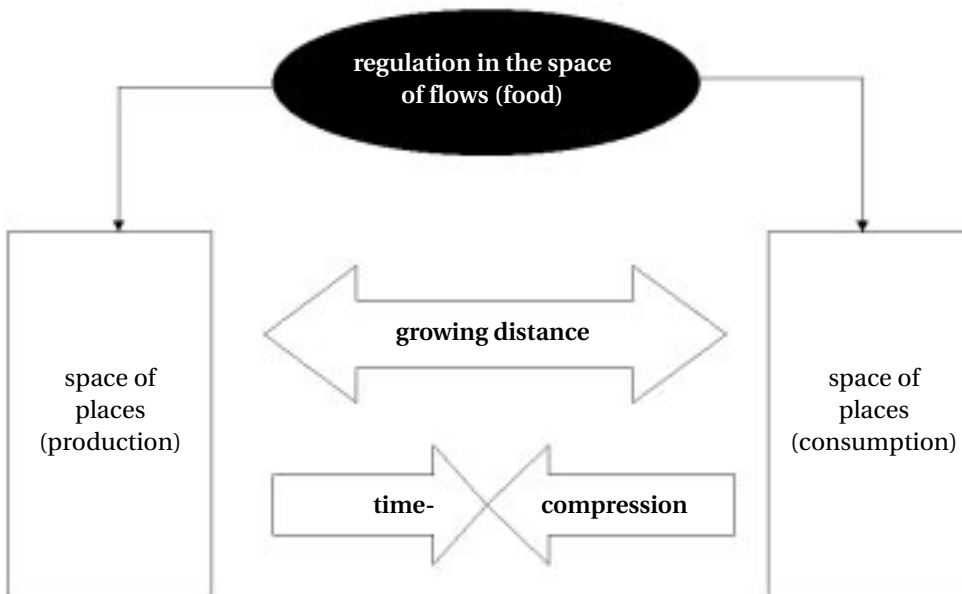 regulation in the space
of flows (food)
growing distance
space of
places
(production)
space of
places
(consumption)
time-
compression